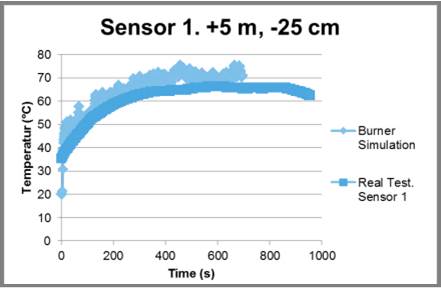 Sensor 1. +5 m, -25 cm
80
70
60
50
40
30
20
10
0
Temperatur (°C)
0
200
400
600
800
1000
Time (s)
Burner
Simulation
Real Test.
Sensor 1